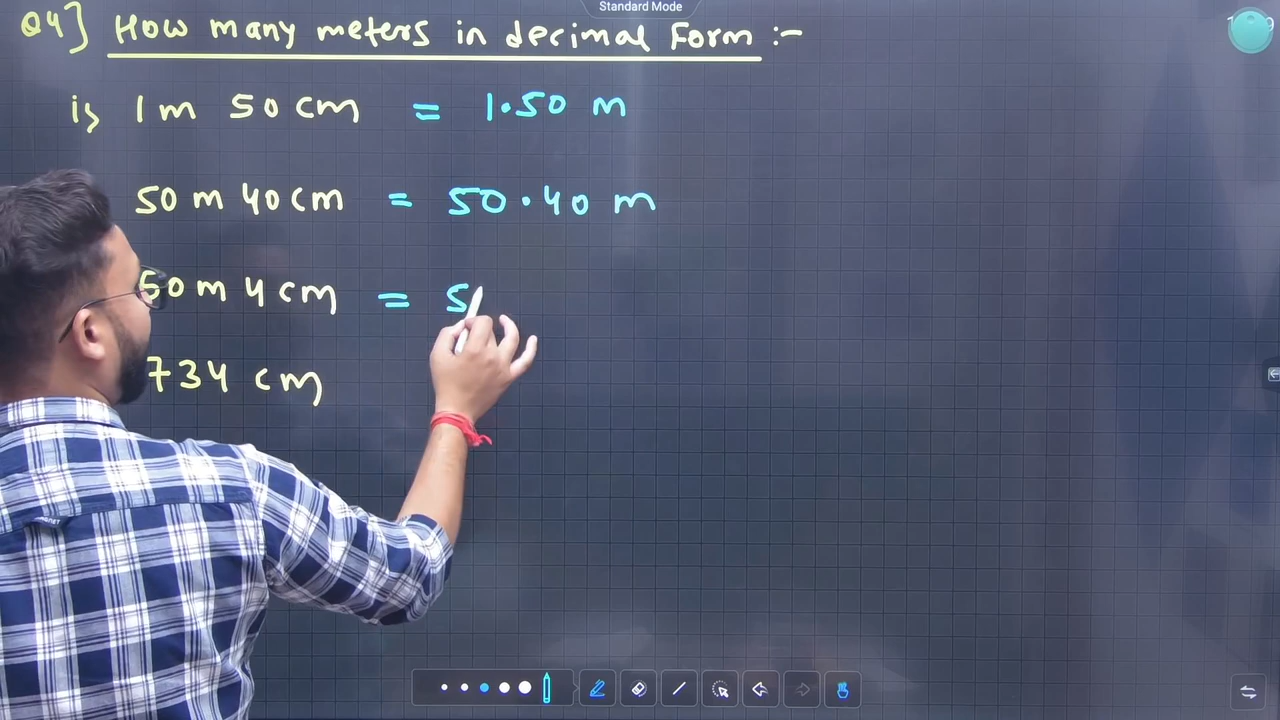 Standard Mode
Q4] How many meters in decimal Form :-
i> 1m 50 cm = 1.50 m
50 m 40 cm = 50.40 m
50 m 4 cm = 5
734 cm